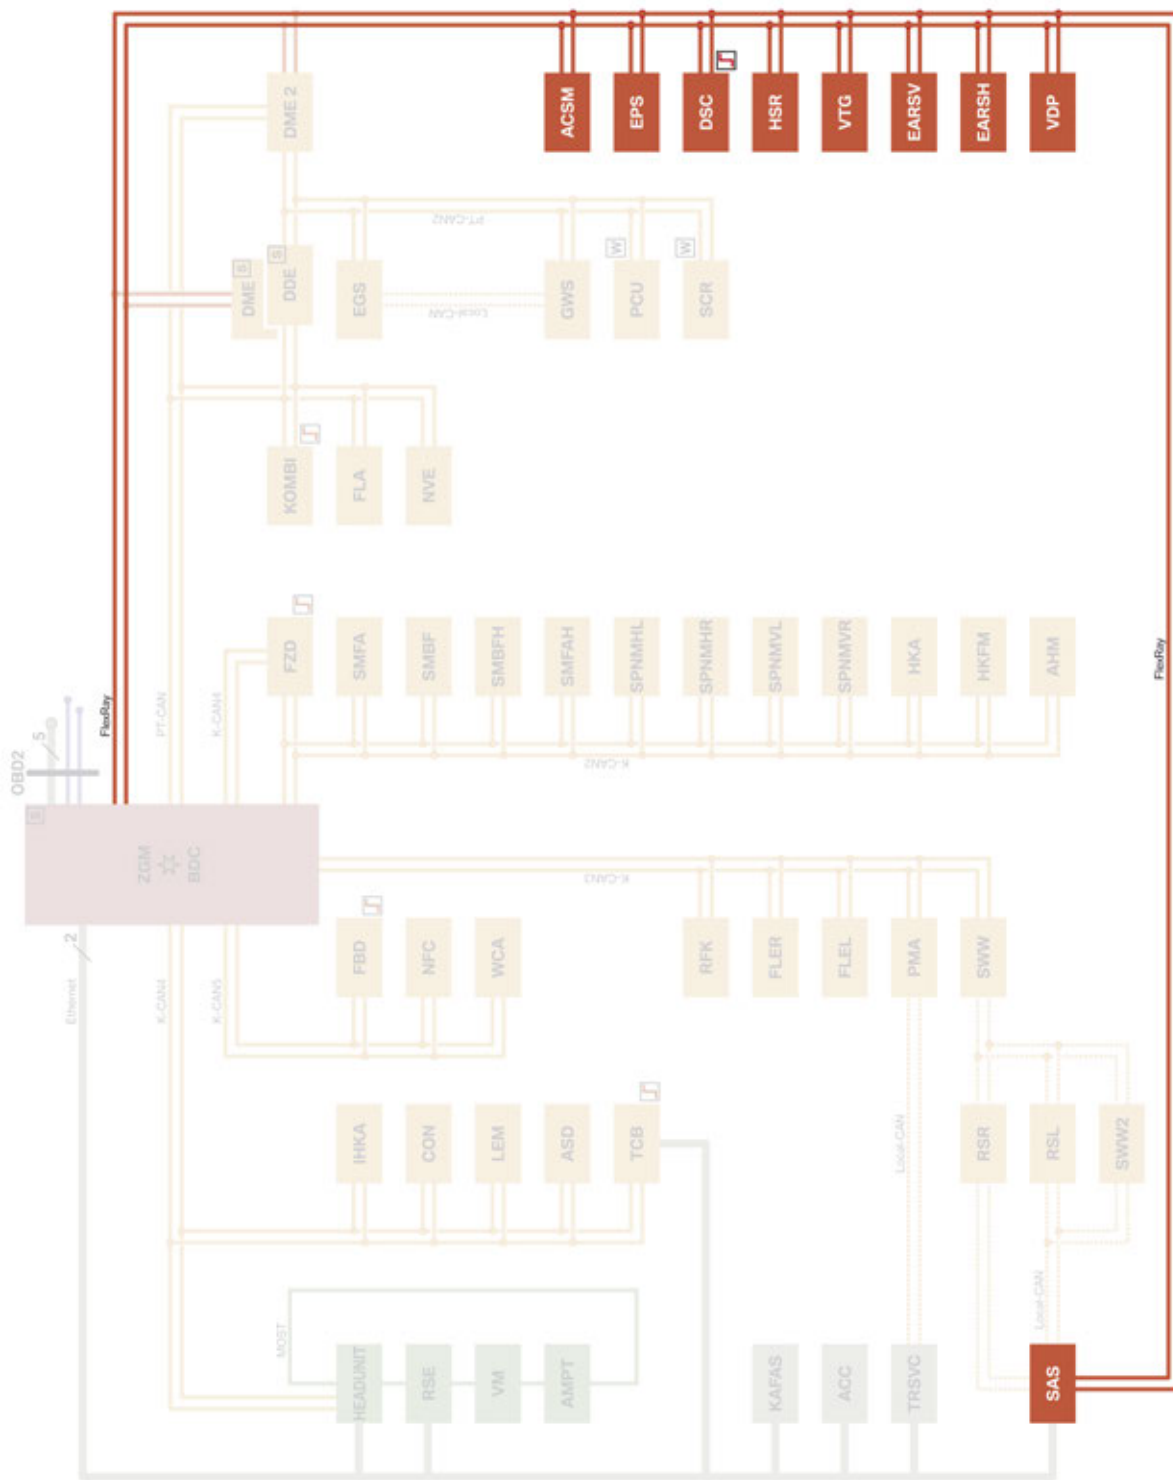 OBD2
S
5
Ethernet
2
FlexRay
ZGM
K-CAN4
PT-CAN
BDC
K-CAN5
K-CAN4
S
DME
S
MOST
FZD
KOMBI
DDE
DME 2
HEADUNIT
IHKA
FBD
SMFA
FLA
EGS
RSE
CON
NFC
SMBF
NVE
Local-CAN
PT-CAN2
VM
LEM
WCA
SMBFH
AMPT
ASD
SMFAH
GWS
ACSM
K-CAN3
K-CAN2
W
TCB
SPNMHL
PCU
EPS
W
RFK
SPNMHR
SCR
DSC
KAFAS
FLER
SPNMVL
HSR
ACC
FLEL
SPNMVR
VTG
Local-CAN
TRSVC
PMA
HKA
EARSV
RSR
SWW
HKFM
EARSH
Local-CAN
SAS
RSL
AHM
VDP
SWW2
FlexRay